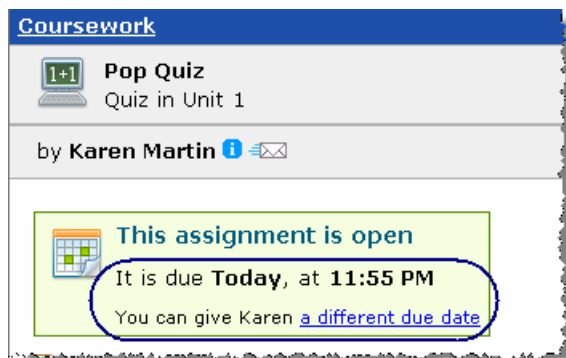 Coursework
1+1
Pop Quiz
Quiz in Unit 1
by Karen Martin i
This assignment is open
It is due Today, at 11:55 PM
You can give Karen a different due date